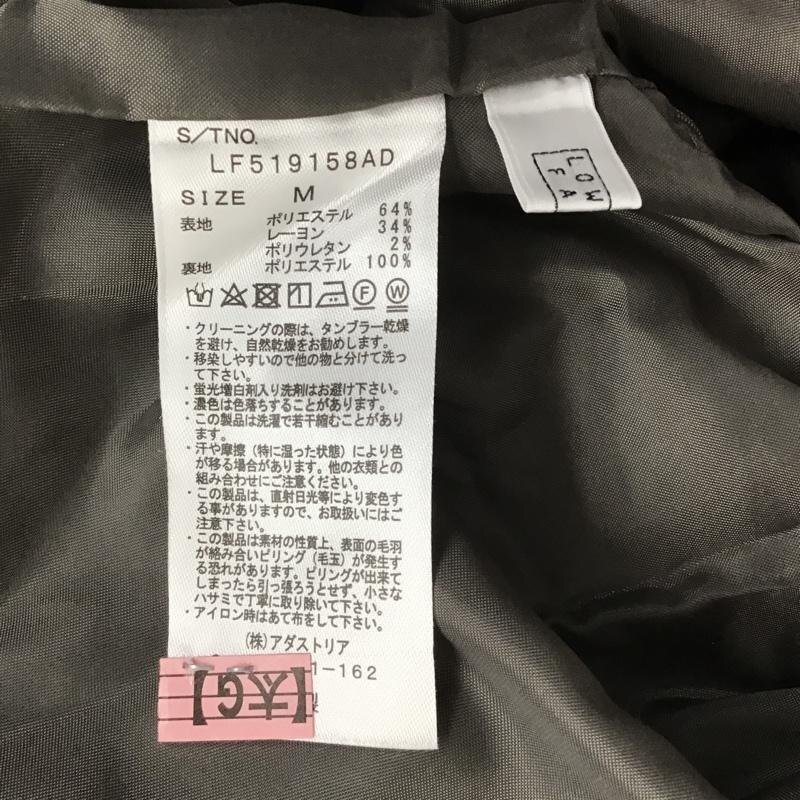 S/TNO.
LF519158AD
SIZE M
表地 ポリエステル 64%
レーヨン 34%
ポリウレタン 2%
裏地 ポリエステル 100%
F W
・クリーニングの際は、タンブラー乾燥
を避け、自然乾燥をお勧めします。
・移染しやすいので他の物と分けて洗っ
て下さい。
・蛍光増白剤入り洗剤はお避け下さい。
・濃色は色落ちすることがあります。
・この製品は洗濯で若干縮むことがあり
ます。
・汗や摩擦（特に湿った状態）により色
が移る場合があります。他の衣類との
組み合わせにご注意ください。
・この製品は、直射日光等により変色す
る事がありますので、お取扱いにはご
注意下さい。
・この製品は素材の性質上、表面の毛羽
が絡み合いピリング（毛玉）が発生す
る恐れがあります。ピリングが出来て
しまったら引っ張ろうとせず、小さな
ハサミで丁寧に取り除いて下さい。
・アイロン時はあて布をして下さい。
(株)アダストリア
1-162
【太G】
LOW
FA